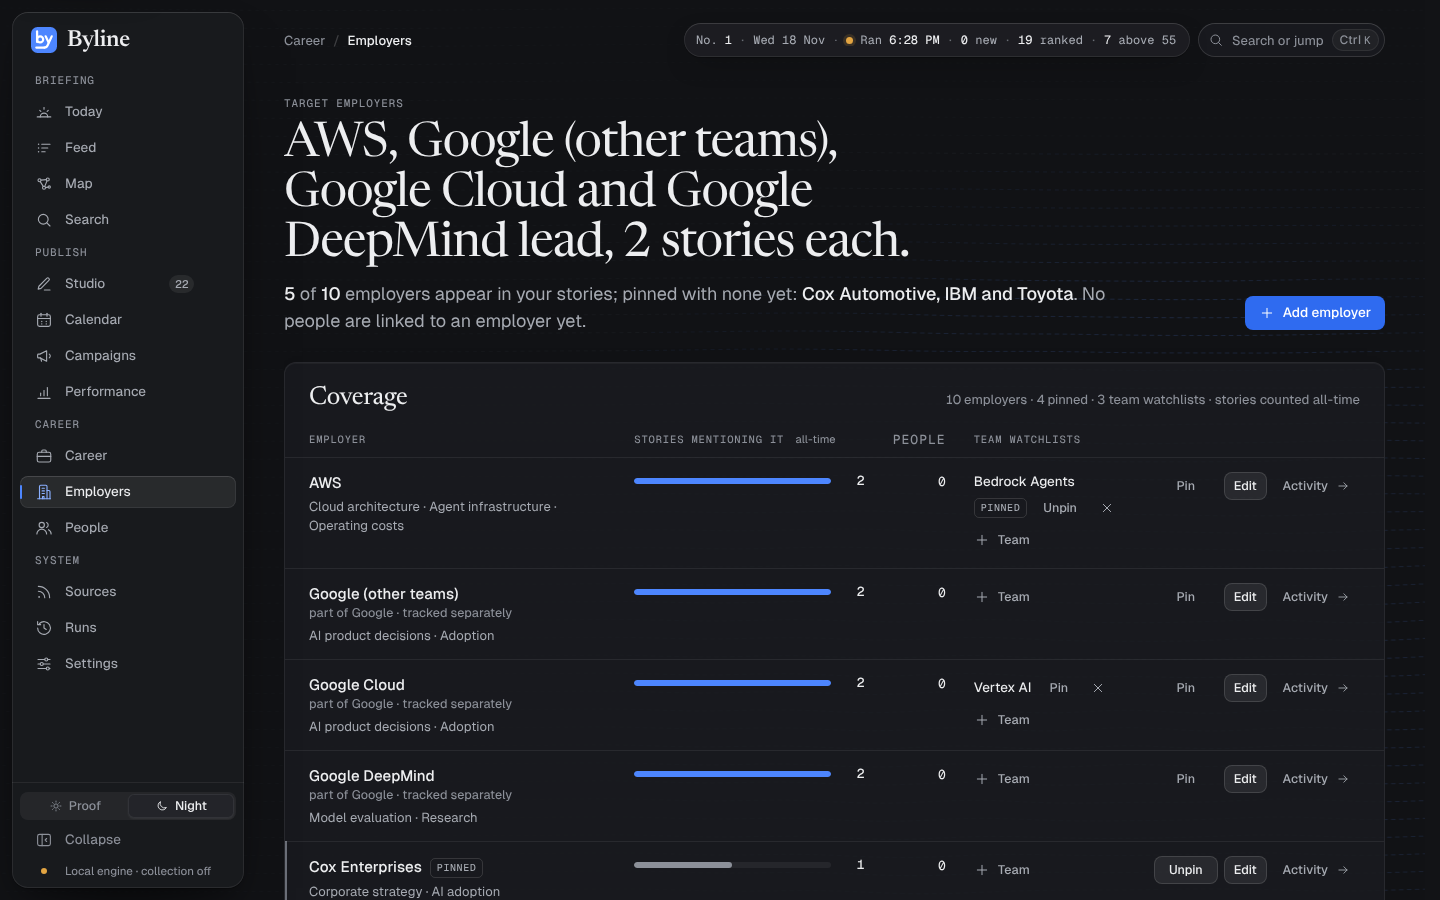 by Byline
BRIEFING
Today
Feed
Map
Search
PUBLISH
Studio 22
Calendar
Campaigns
Performance
CAREER
Career
Employers
People
SYSTEM
Sources
Runs
Settings
Proof Night
Collapse
Local engine · collection off
Career / Employers
No. 1 · Wed 18 Nov · Ran 6:28 PM · 0 new · 19 ranked · 7 above 55
Search or jump Ctrl K
TARGET EMPLOYERS
AWS, Google (other teams),
Google Cloud and Google
DeepMind lead, 2 stories each.
5 of 10 employers appear in your stories; pinned with none yet: Cox Automotive, IBM and Toyota. No
people are linked to an employer yet.
+ Add employer
Coverage
10 employers · 4 pinned · 3 team watchlists · stories counted all-time
EMPLOYER STORIES MENTIONING IT all-time PEOPLE TEAM WATCHLISTS
AWS 2 0 Bedrock Agents Pin Edit Activity →
Cloud architecture · Agent infrastructure · PINNED Unpin ×
Operating costs
+ Team
Google (other teams) 2 0 + Team Pin Edit Activity →
part of Google · tracked separately
AI product decisions · Adoption
Google Cloud 2 0 Vertex AI Pin × Pin Edit Activity →
part of Google · tracked separately
+ Team
AI product decisions · Adoption
Google DeepMind 2 0 + Team Pin Edit Activity →
part of Google · tracked separately
Model evaluation · Research
Cox Enterprises PINNED 1 0 + Team Unpin Edit Activity →
Corporate strategy · AI adoption